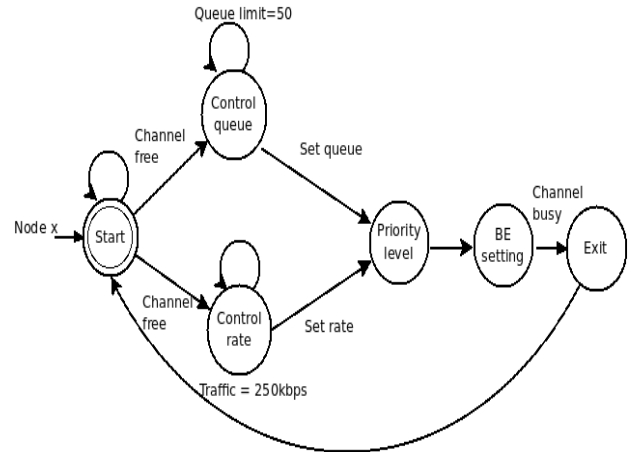 Queue limit=50
Control
queue
Channel
free
Set queue
Node x
Start
Priority
level
BE
setting
Channel
busy
Exit
Channel
free
Control
rate
Set rate
Traffic = 250kbps